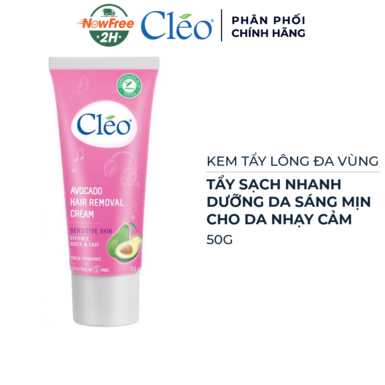 NowFree
2H
Cléo
PHÂN PHỐI
CHÍNH HÃNG
Cléo
AVOCADO
HAIR REMOVAL
CREAM
SENSITIVE SKIN
KEM TẨY LÔNG ĐA VÙNG
TẨY SẠCH NHANH
DƯỠNG DA SÁNG MỊN
CHO DA NHẠY CẢM
50G